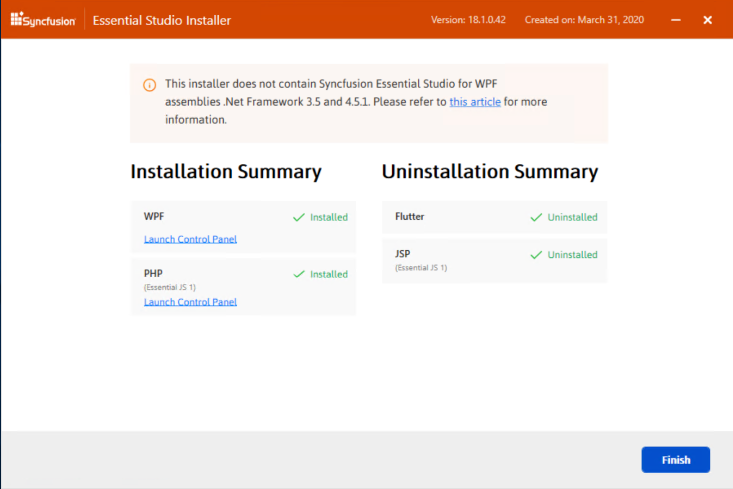 Syncfusion Essential Studio Installer Version: 18.1.0.42 Created on: March 31, 2020
This installer does not contain Syncfusion Essential Studio for WPF
assemblies .Net Framework 3.5 and 4.5.1. Please refer to this article for more
information.
Installation Summary
WPF Installed
Launch Control Panel
PHP Installed
(Essential JS 1)
Launch Control Panel
Uninstallation Summary
Flutter Uninstalled
JSP Uninstalled
(Essential JS 1)
Finish